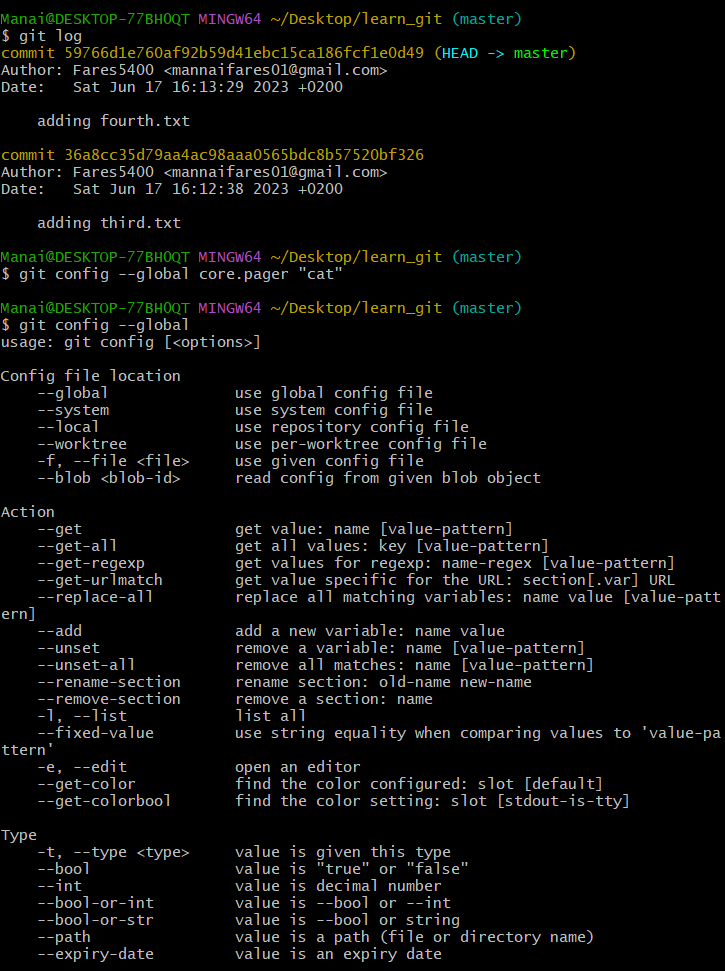 Manai@DESKTOP-77BH0QT MINGW64 ~/Desktop/learn_git (master)
$ git log
commit 59766d1e760af92b59d41ebc15ca186fcf1e0d49 (HEAD -> master)
Author: Fares5400 <mannaifares01@gmail.com>
Date:   Sat Jun 17 16:13:29 2023 +0200

    adding fourth.txt

commit 36a8cc35d79aa4ac98aaa0565bdc8b57520bf326
Author: Fares5400 <mannaifares01@gmail.com>
Date:   Sat Jun 17 16:12:38 2023 +0200

    adding third.txt

Manai@DESKTOP-77BH0QT MINGW64 ~/Desktop/learn_git (master)
$ git config --global core.pager "cat"

Manai@DESKTOP-77BH0QT MINGW64 ~/Desktop/learn_git (master)
$ git config --global
usage: git config [<options>]

Config file location
    --global              use global config file
    --system              use system config file
    --local               use repository config file
    --worktree            use per-worktree config file
    -f, --file <file>     use given config file
    --blob <blob-id>      read config from given blob object

Action
    --get                 get value: name [value-pattern]
    --get-all             get all values: key [value-pattern]
    --get-regexp          get values for regexp: name-regex [value-pattern]
    --get-urlmatch        get value specific for the URL: section[.var] URL
    --replace-all         replace all matching variables: name value [value-patt
ern]
    --add                 add a new variable: name value
    --unset               remove a variable: name [value-pattern]
    --unset-all           remove all matches: name [value-pattern]
    --rename-section      rename section: old-name new-name
    --remove-section      remove a section: name
    -l, --list            list all
    --fixed-value         use string equality when comparing values to 'value-pa
ttern'
    -e, --edit            open an editor
    --get-color           find the color configured: slot [default]
    --get-colorbool       find the color setting: slot [stdout-is-tty]

Type
    -t, --type <type>     value is given this type
    --bool                value is "true" or "false"
    --int                 value is decimal number
    --bool-or-int         value is --bool or --int
    --bool-or-str         value is --bool or string
    --path                value is a path (file or directory name)
    --expiry-date         value is an expiry date